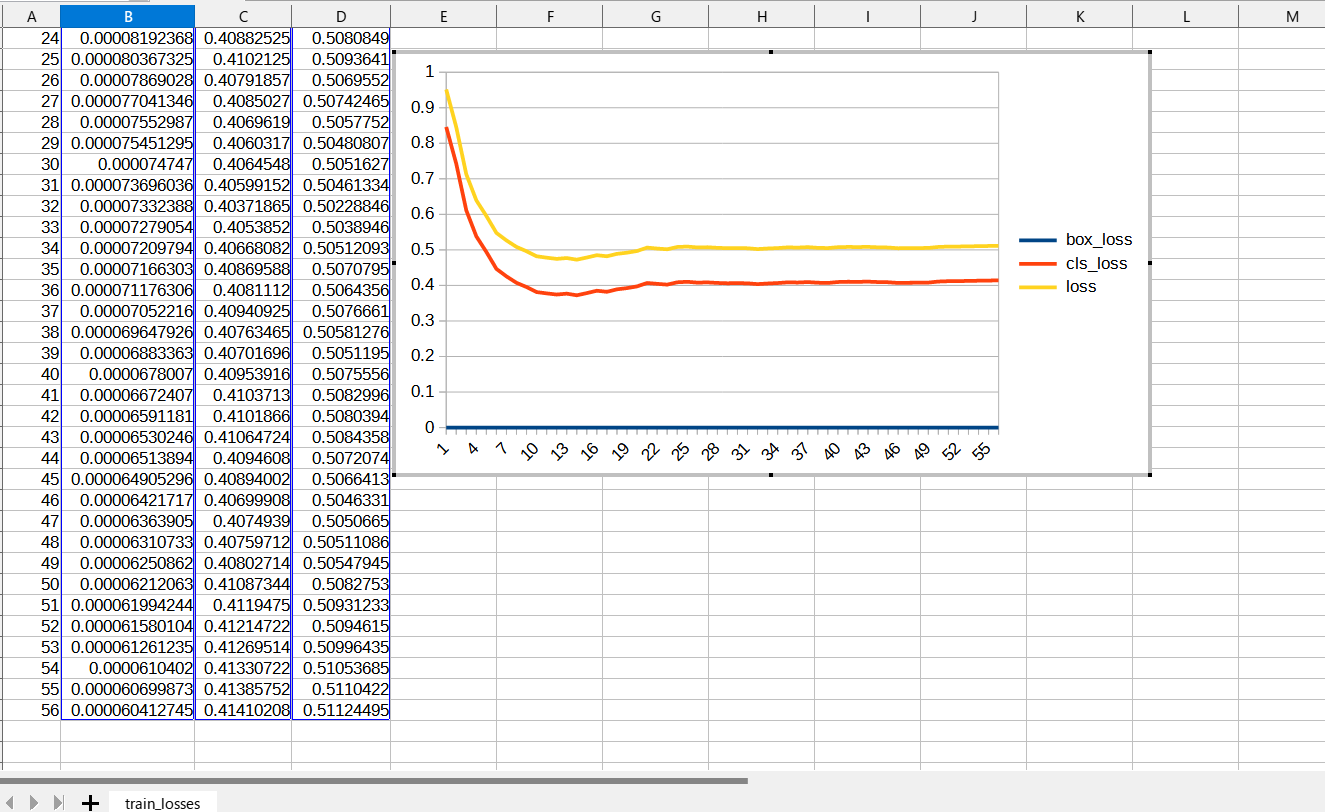 A B C D E F G H I J K L M
24 0.00008192368 0.40882525 0.5080849
25 0.000080367325 0.4102125 0.5093641
26 0.00007869028 0.40791857 0.5069552
27 0.000077041346 0.4085027 0.50742465
28 0.00007552987 0.4069619 0.5057752
29 0.000075451295 0.4060317 0.50480807
30 0.000074747 0.4064548 0.5051627
31 0.000073696036 0.40599152 0.50461334
32 0.00007332388 0.40371865 0.50228846
33 0.00007279054 0.4053852 0.5038946
34 0.00007209794 0.40668082 0.50512093
35 0.00007166303 0.40869588 0.5070795
36 0.000071176306 0.4081112 0.5064356
37 0.00007052216 0.40940925 0.5076661
38 0.000069647926 0.40763465 0.50581276
39 0.00006883363 0.40701696 0.5051195
40 0.0000678007 0.40953916 0.5075556
41 0.00006672407 0.4103713 0.5082996
42 0.00006591181 0.4101866 0.5080394
43 0.00006530246 0.41064724 0.5084358
44 0.00006513894 0.4094608 0.5072074
45 0.000064905296 0.40894002 0.5066413
46 0.00006421717 0.40699908 0.5046331
47 0.00006363905 0.4074939 0.5050665
48 0.00006310733 0.40759712 0.50511086
49 0.00006250862 0.40802714 0.50547945
50 0.00006212063 0.41087344 0.5082753
51 0.000061994244 0.4119475 0.50931233
52 0.000061580104 0.41214722 0.5094615
53 0.000061261235 0.41269514 0.50996435
54 0.0000610402 0.41330722 0.51053685
55 0.000060699873 0.41385752 0.5110422
56 0.000060412745 0.41410208 0.51124495
1
0.9
0.8
0.7
0.6
0.5
0.4
0.3
0.2
0.1
0
1 4 7 10 13 16 19 22 25 28 31 34 37 40 43 46 49 52 55
box_loss
cls_loss
loss
train_losses